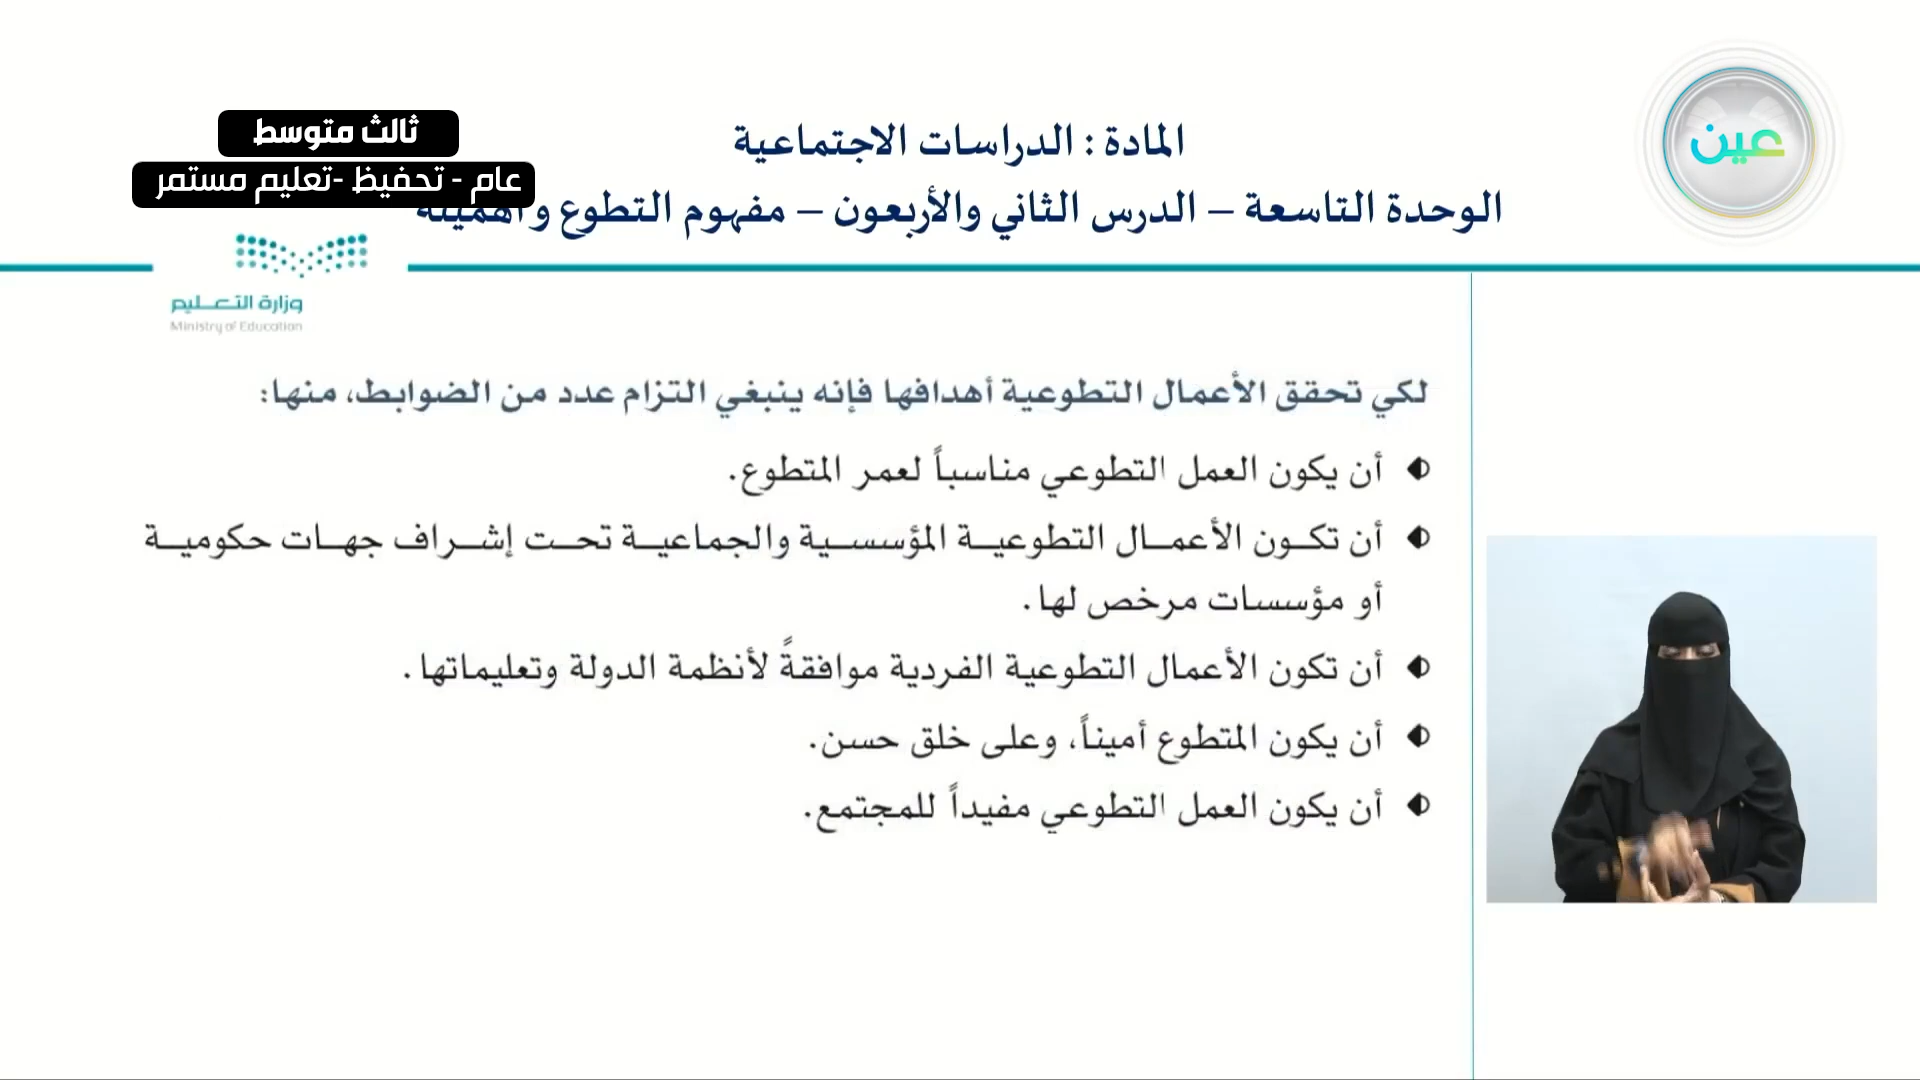 عين
المادة : الدراسات الاجتماعية
ثالث متوسط
عام - تحفيظ -تعليم مستمر
الوحدة التاسعة – الدرس الثاني والأربعون – مفهوم التطوع وأهميته
وزارة التعليم
Ministry of Education
لكي تحقق الأعمال التطوعية أهدافها فإنه ينبغي التزام عدد من الضوابط، منها:
أن يكون العمل التطوعي مناسباً لعمر المتطوع.
أن تكون الأعمال التطوعية المؤسسية والجماعية تحت إشراف جهات حكومية
أو مؤسسات مرخص لها.
أن تكون الأعمال التطوعية الفردية موافقةً لأنظمة الدولة وتعليماتها.
أن يكون المتطوع أميناً، وعلى خلق حسن.
أن يكون العمل التطوعي مفيداً للمجتمع.